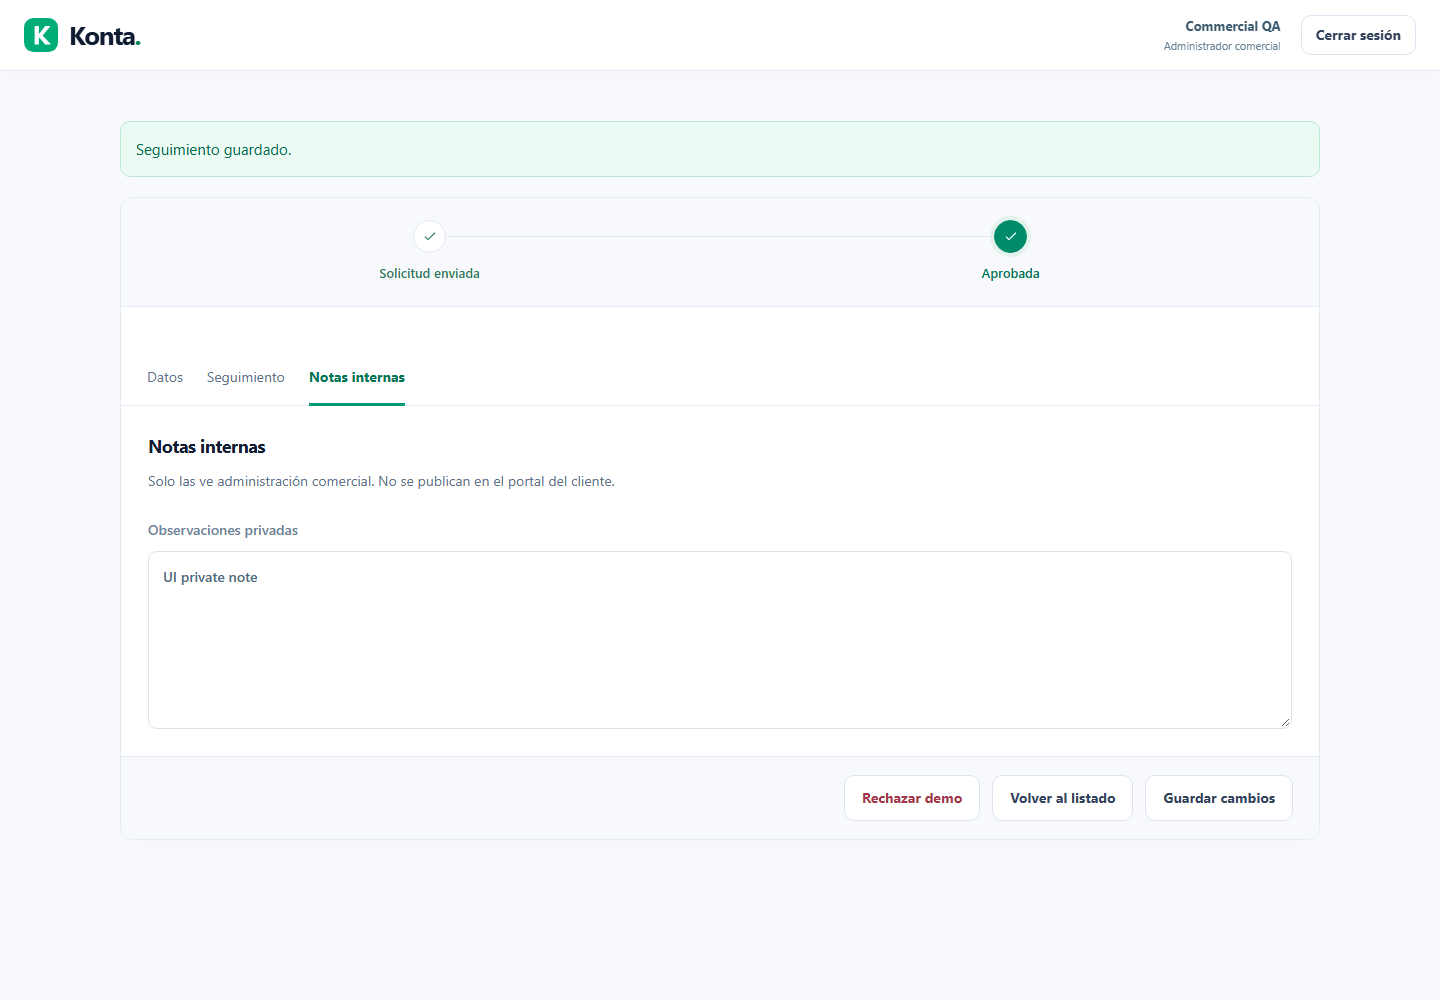 K Konta.
Commercial QA
Administrador comercial
Cerrar sesión
Seguimiento guardado.
Solicitud enviada
Aprobada
Datos
Seguimiento
Notas internas
Notas internas
Solo las ve administración comercial. No se publican en el portal del cliente.
Observaciones privadas
UI private note
Rechazar demo
Volver al listado
Guardar cambios